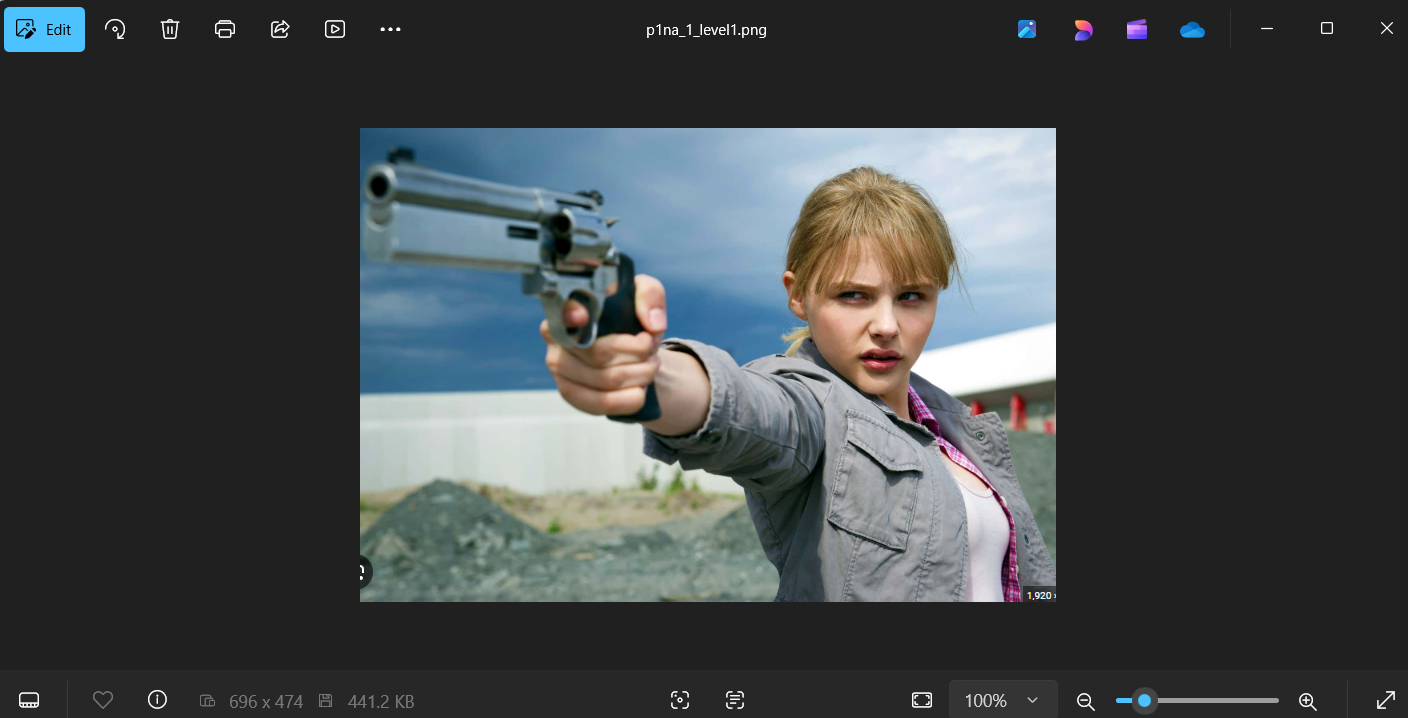 Edit
p1na_1_level1.png
1,920
696 x 474
441.2 KB
100%